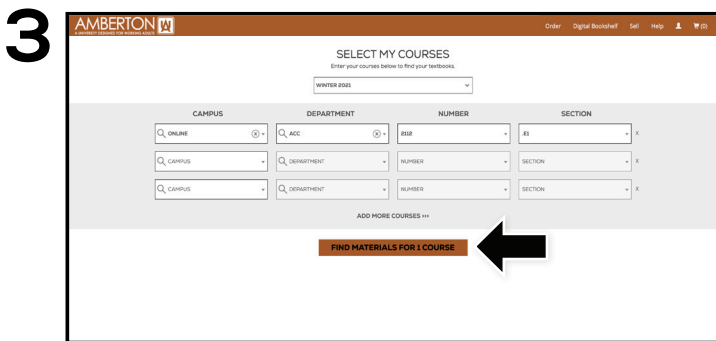 3
AMBERTON
A UNIVERSITY DESIGNED FOR WORKING ADULTS
Order Digital Bookshelf Sell Help (0)
SELECT MY COURSES
Enter your courses below to find your textbooks.
WINTER 2021
CAMPUS DEPARTMENT NUMBER SECTION
ONLINE ACC 2112 .E1 X
CAMPUS DEPARTMENT NUMBER SECTION X
CAMPUS DEPARTMENT NUMBER SECTION X
ADD MORE COURSES >>>
FIND MATERIALS FOR 1 COURSE